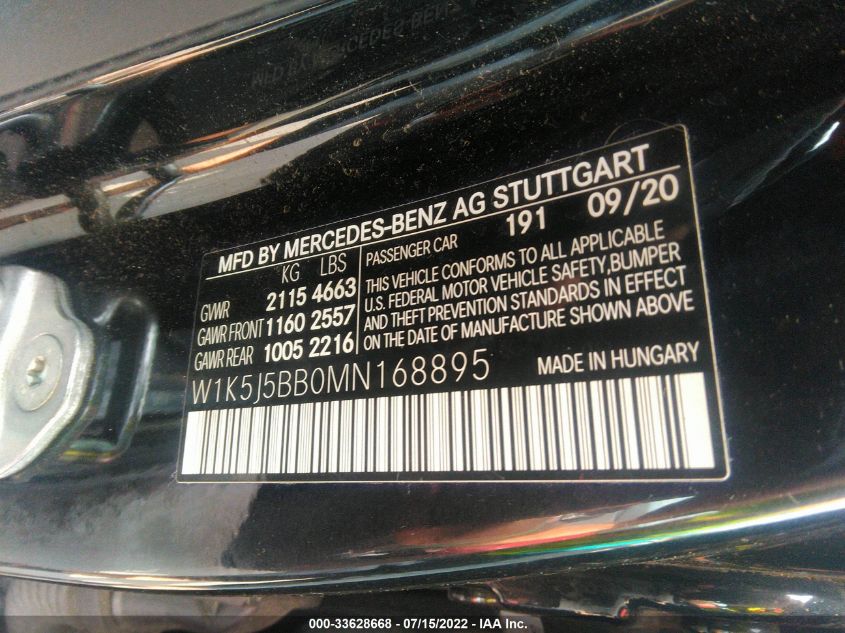 MFD BY MERCEDES-BENZ AG STUTTGART
KG LBS
GVWR 2115 4663
GAWR FRONT 1160 2557
GAWR REAR 1005 2216
PASSENGER CAR 191 09/20
THIS VEHICLE CONFORMS TO ALL APPLICABLE
U.S. FEDERAL MOTOR VEHICLE SAFETY,BUMPER
AND THEFT PREVENTION STANDARDS IN EFFECT
ON THE DATE OF MANUFACTURE SHOWN ABOVE
W1K5J5BB0MN168895
MADE IN HUNGARY
000-33628668 - 07/15/2022 - IAA Inc.